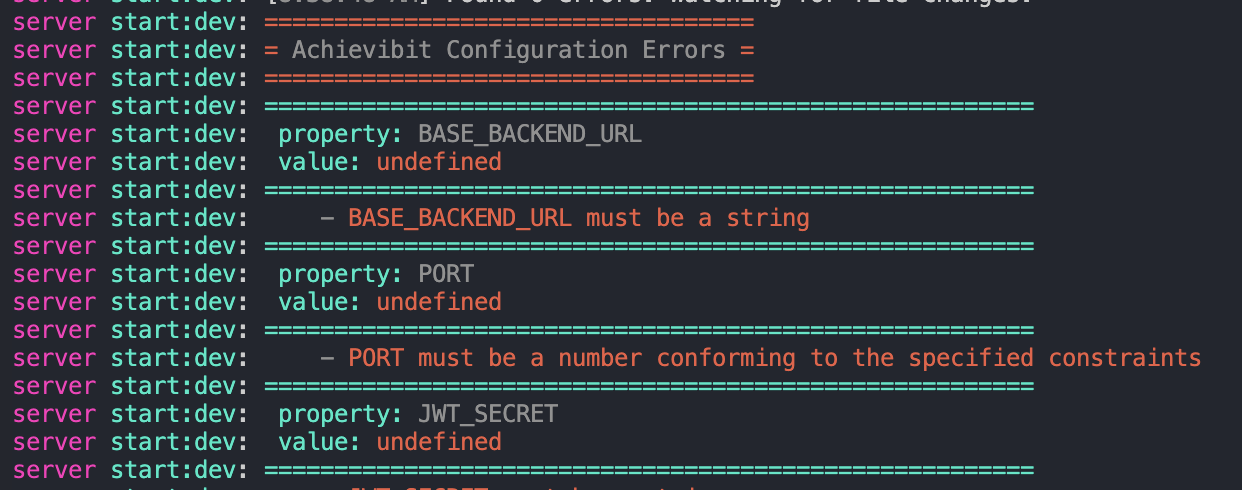 server start:dev: Found 0 errors. Watching for file changes.
server start:dev: ===================================
server start:dev: = Achievibit Configuration Errors =
server start:dev: ===================================
server start:dev: =======================================================
server start:dev: property: BASE_BACKEND_URL
server start:dev: value: undefined
server start:dev: =======================================================
server start:dev: - BASE_BACKEND_URL must be a string
server start:dev: =======================================================
server start:dev: property: PORT
server start:dev: value: undefined
server start:dev: =======================================================
server start:dev: - PORT must be a number conforming to the specified constraints
server start:dev: =======================================================
server start:dev: property: JWT_SECRET
server start:dev: value: undefined
server start:dev: =======================================================